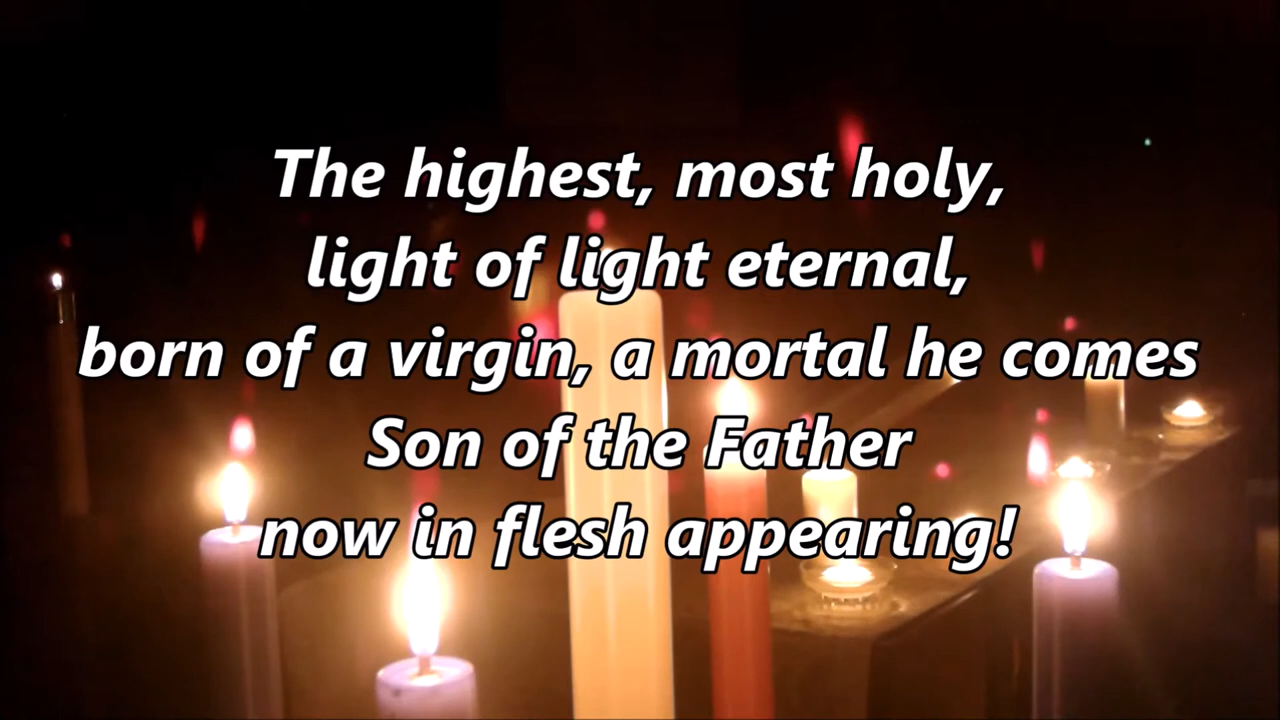 The highest, most holy,
light of light eternal,
born of a virgin, a mortal he comes
Son of the Father
now in flesh appearing!